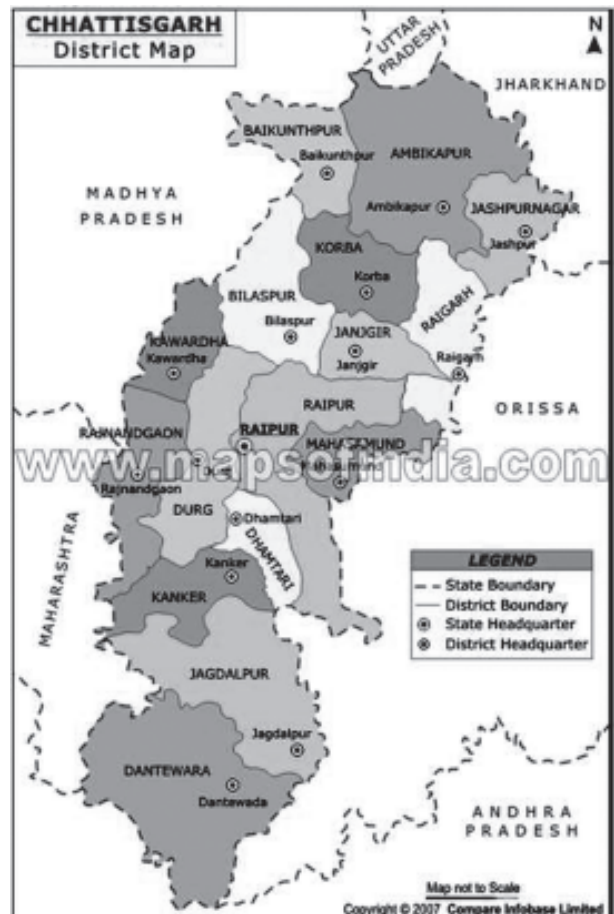 CHHATTISGARH
District Map
N
UTTAR
PRADESH
JHARKHAND
BAIKUNTHPUR
Baikunthpur
AMBIKAPUR
MADHYA
PRADESH
Ambikapur
JASHPURNAGAR
Jashpur
KORBA
Korba
BILASPUR
Bilaspur
RAIGARH
JANJGIR
Janjgir
Raigarh
KAWARDHA
Kawardha
RAIPUR
ORISSA
RAJNANDGAON
RAIPUR
MAHASAMUND
www.mapsofindia.com
Mahasamund
Rajnandgaon
DURG
Dhamtari
DHAMTARI
MAHARASHTRA
Kanker
KANKER
LEGEND
State Boundary
District Boundary
State Headquarter
District Headquarter
JAGDALPUR
Jagdalpur
DANTEWARA
Dantewada
ANDHRA
PRADESH
Map not to Scale
Copyright © 2007 Compare Infobase Limited